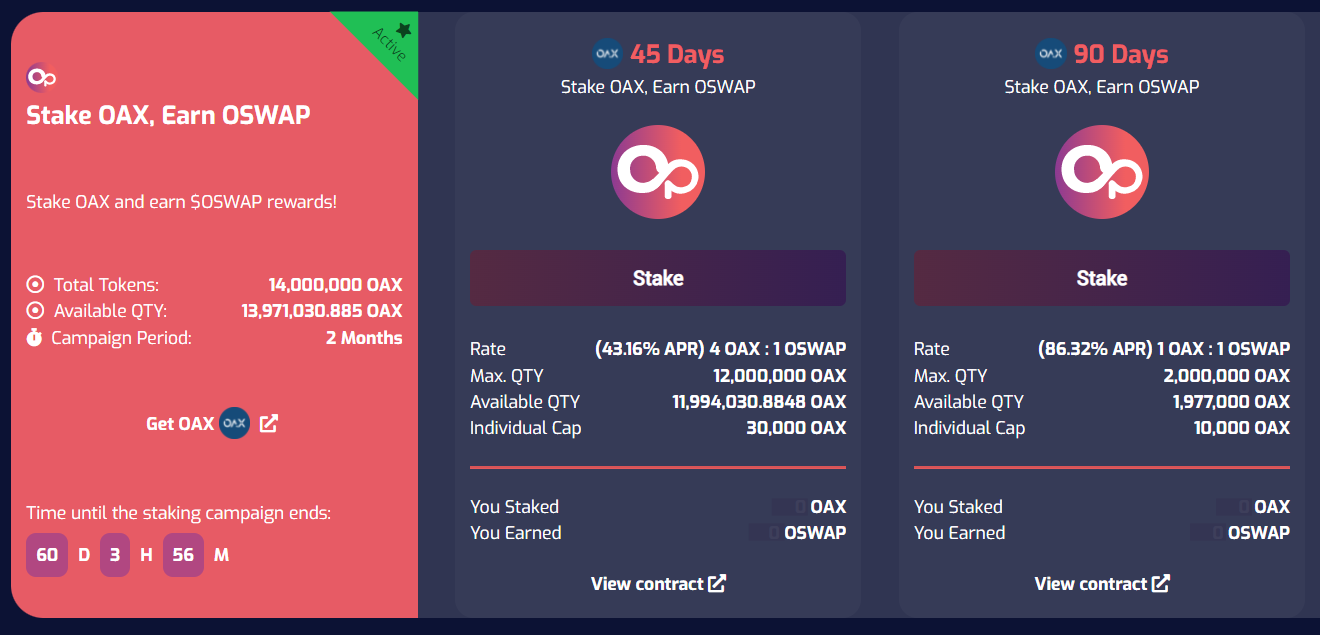 Active
Stake OAX, Earn OSWAP
Stake OAX and earn $OSWAP rewards!
Total Tokens: 14,000,000 OAX
Available QTY: 13,971,030.885 OAX
Campaign Period: 2 Months
Get OAX OAX
Time until the staking campaign ends:
60 D 3 H 56 M
OAX 45 Days
Stake OAX, Earn OSWAP
Stake
Rate (43.16% APR) 4 OAX : 1 OSWAP
Max. QTY 12,000,000 OAX
Available QTY 11,994,030.8848 OAX
Individual Cap 30,000 OAX
You Staked 0 OAX
You Earned 0 OSWAP
View contract
OAX 90 Days
Stake OAX, Earn OSWAP
Stake
Rate (86.32% APR) 1 OAX : 1 OSWAP
Max. QTY 2,000,000 OAX
Available QTY 1,977,000 OAX
Individual Cap 10,000 OAX
You Staked 0 OAX
You Earned 0 OSWAP
View contract